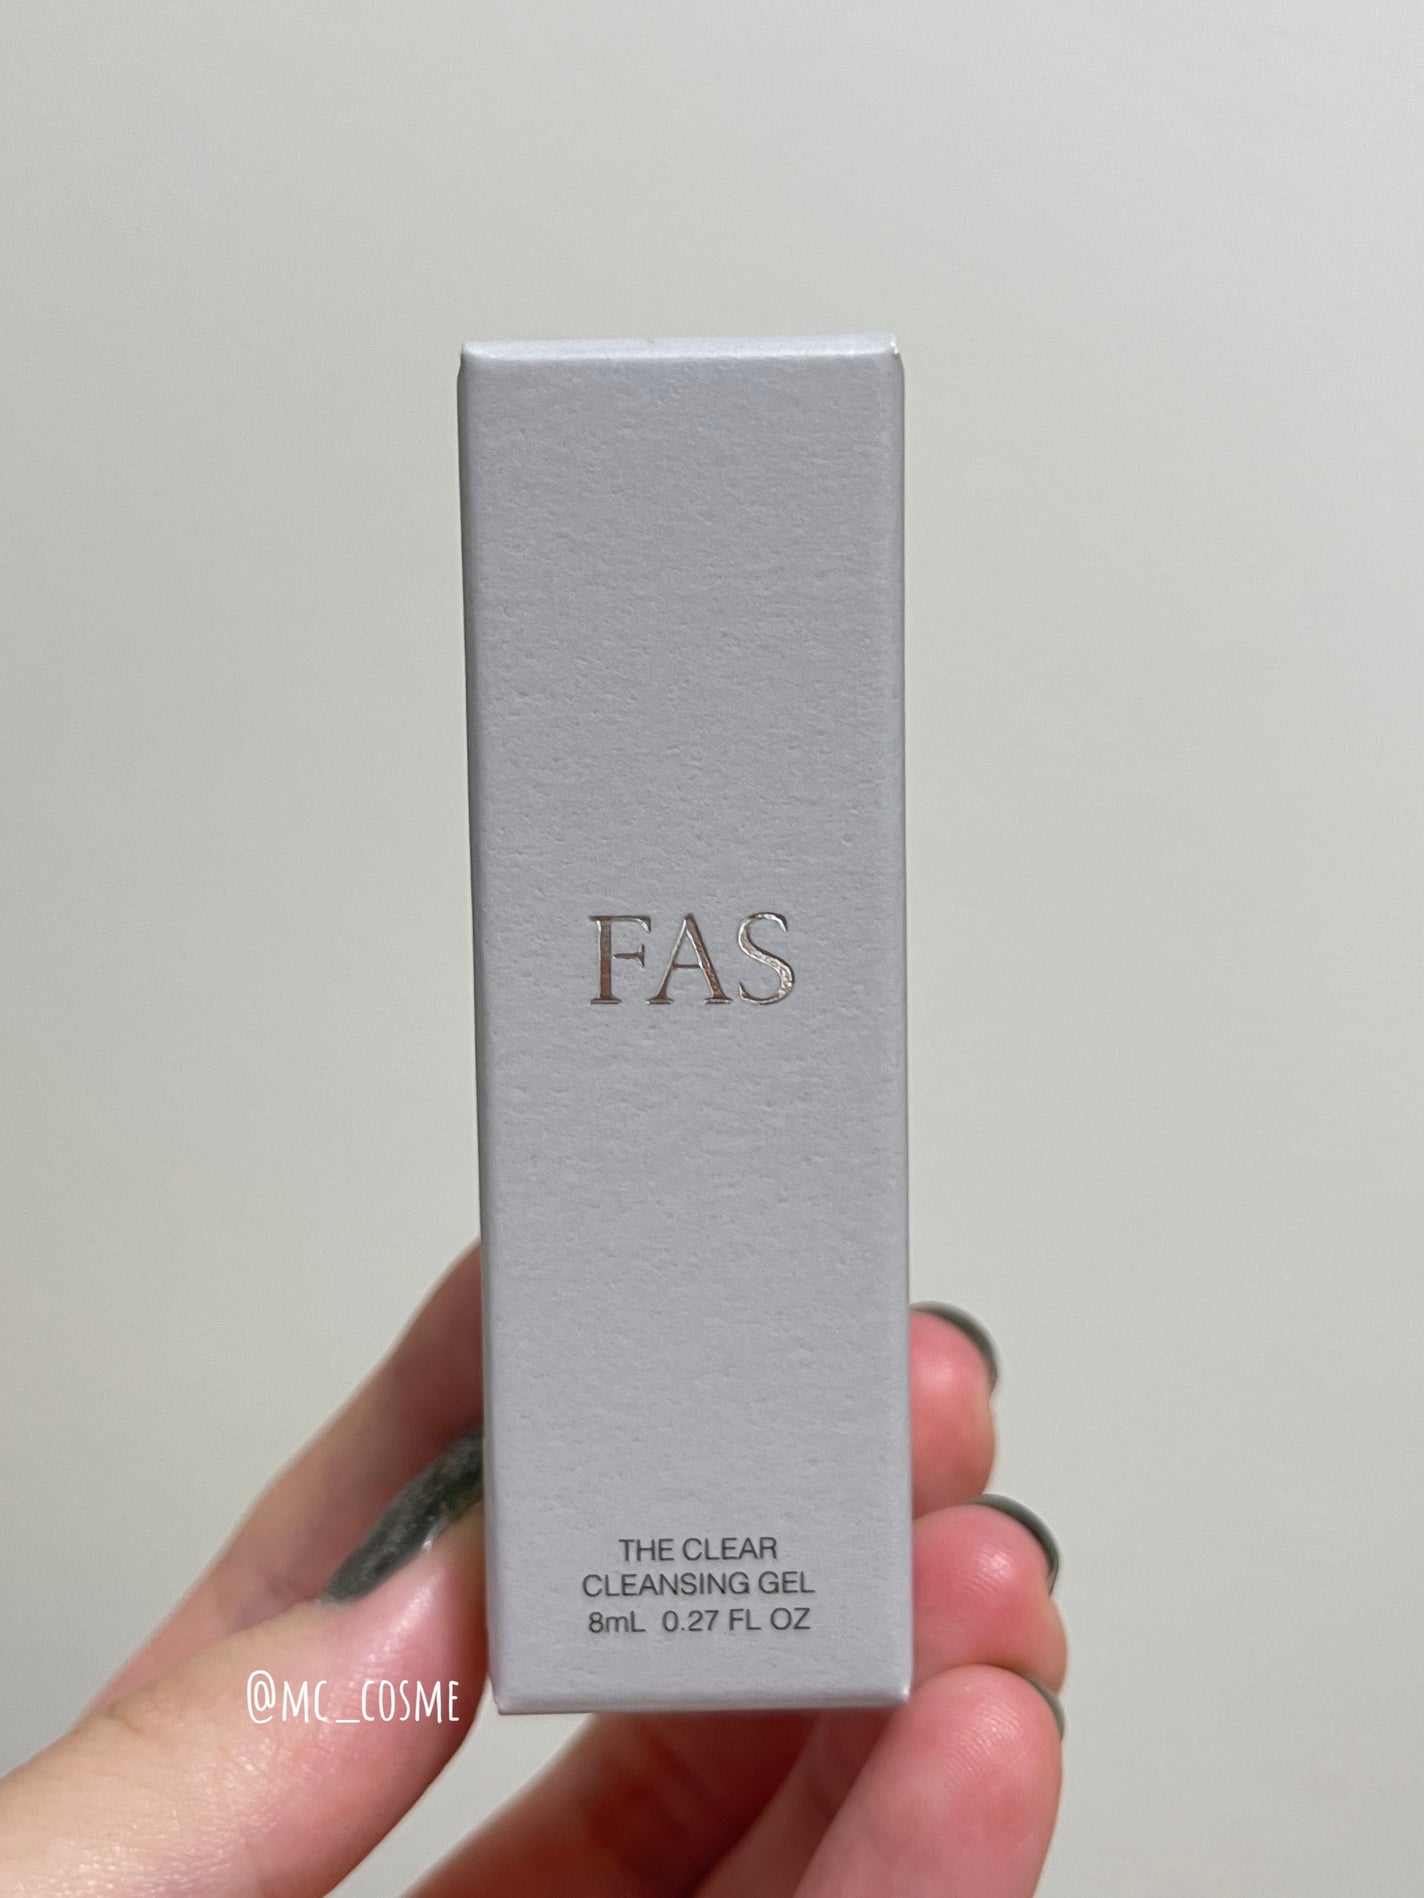 FAS
THE CLEAR
CLEANSING GEL
8mL 0.27 FL OZ
@MC_COSME